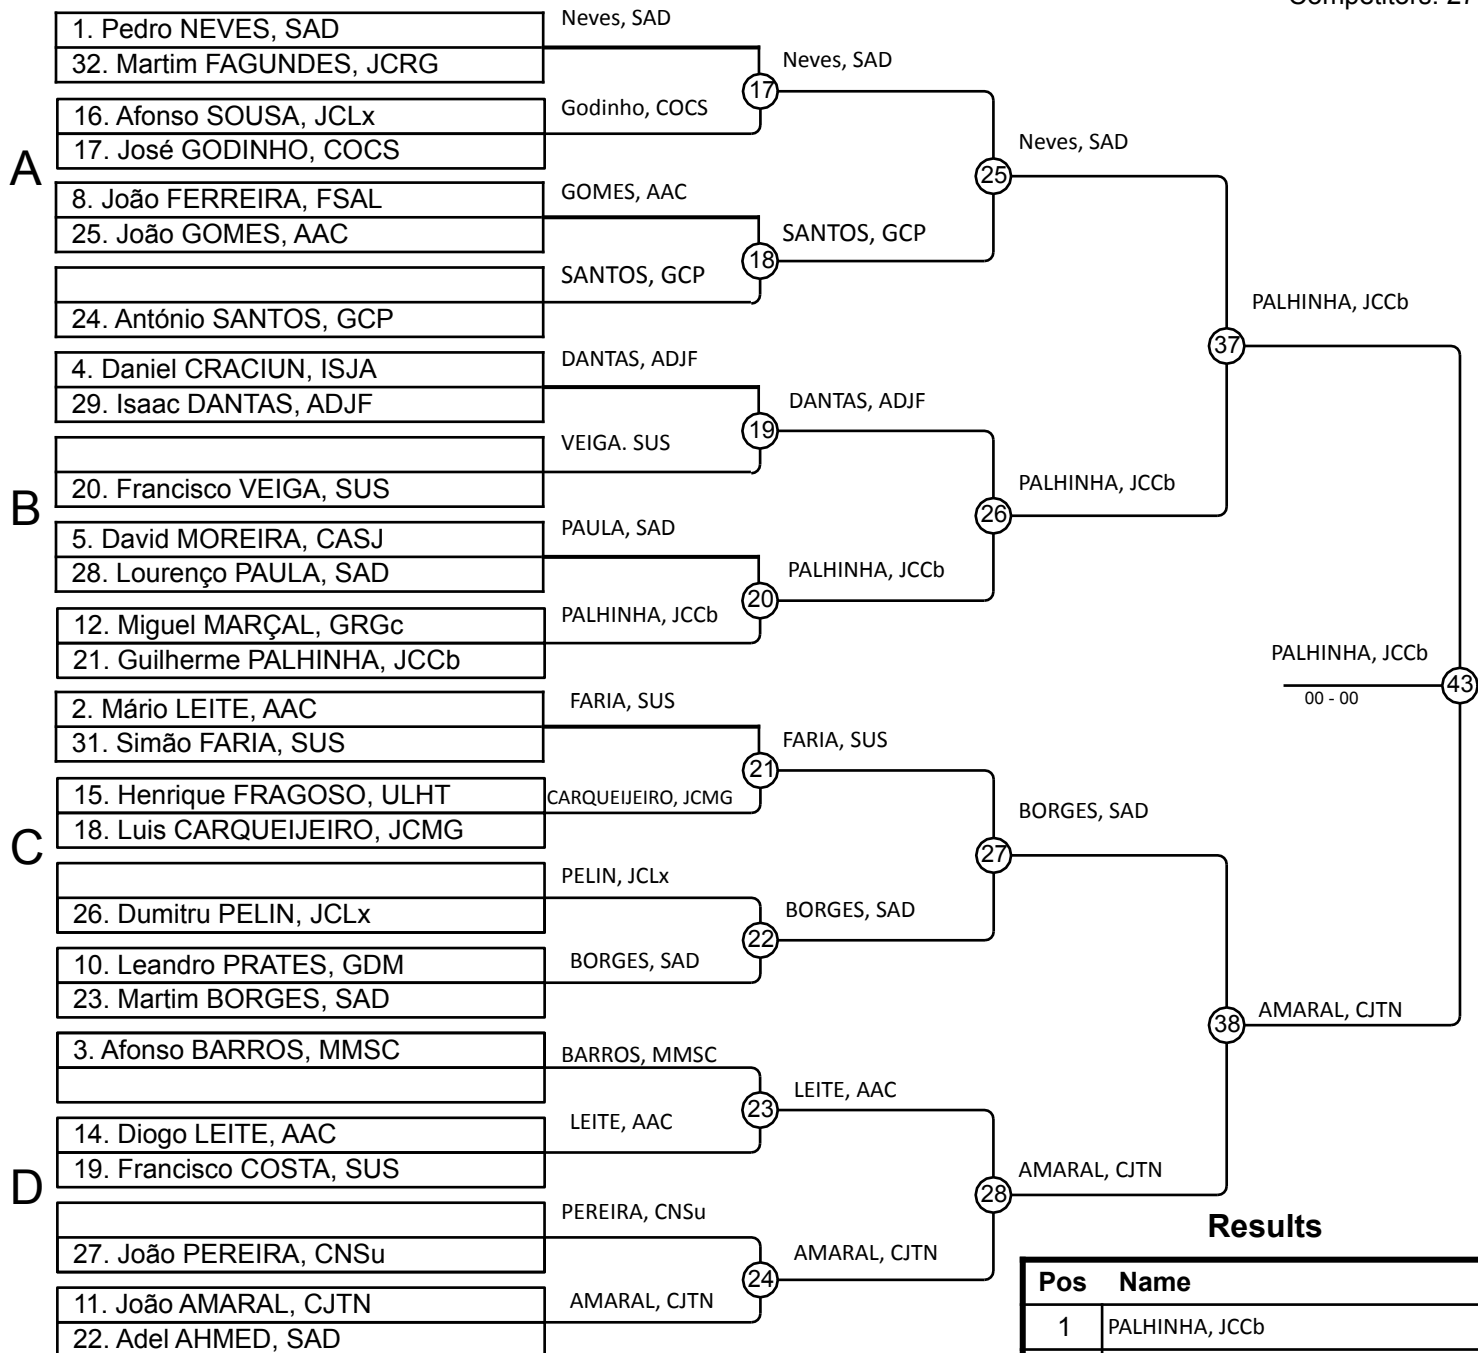 1. Pedro NEVES, SAD
32. Martim FAGUNDES, JCRG
16. Afonso SOUSA, JCLx
17. José GODINHO, COCS
A
8. João FERREIRA, FSAL
25. João GOMES, AAC
24. António SANTOS, GCP
4. Daniel CRACIUN, ISJA
29. Isaac DANTAS, ADJF
20. Francisco VEIGA, SUS
B
5. David MOREIRA, CASJ
28. Lourenço PAULA, SAD
12. Miguel MARÇAL, GRGc
21. Guilherme PALHINHA, JCCb
2. Mário LEITE, AAC
31. Simão FARIA, SUS
15. Henrique FRAGOSO, ULHT
18. Luis CARQUEIJEIRO, JCMG
C
26. Dumitru PELIN, JCLx
10. Leandro PRATES, GDM
23. Martim BORGES, SAD
3. Afonso BARROS, MMSC
14. Diogo LEITE, AAC
19. Francisco COSTA, SUS
D
27. João PEREIRA, CNSu
11. João AMARAL, CJTN
22. Adel AHMED, SAD
Neves, SAD
Godinho, COCS
GOMES, AAC
SANTOS, GCP
DANTAS, ADJF
VEIGA. SUS
PAULA, SAD
PALHINHA, JCCb
FARIA, SUS
CARQUEIJEIRO, JCMG
PELIN, JCLx
BORGES, SAD
BARROS, MMSC
LEITE, AAC
PEREIRA, CNSu
AMARAL, CJTN
17
18
19
20
21
22
23
24
Neves, SAD
SANTOS, GCP
DANTAS, ADJF
PALHINHA, JCCb
FARIA, SUS
BORGES, SAD
LEITE, AAC
AMARAL, CJTN
25
26
27
28
Neves, SAD
PALHINHA, JCCb
BORGES, SAD
AMARAL, CJTN
37
38
PALHINHA, JCCb
AMARAL, CJTN
PALHINHA, JCCb
43
00 - 00
Results
Pos Name
1 PALHINHA, JCCb